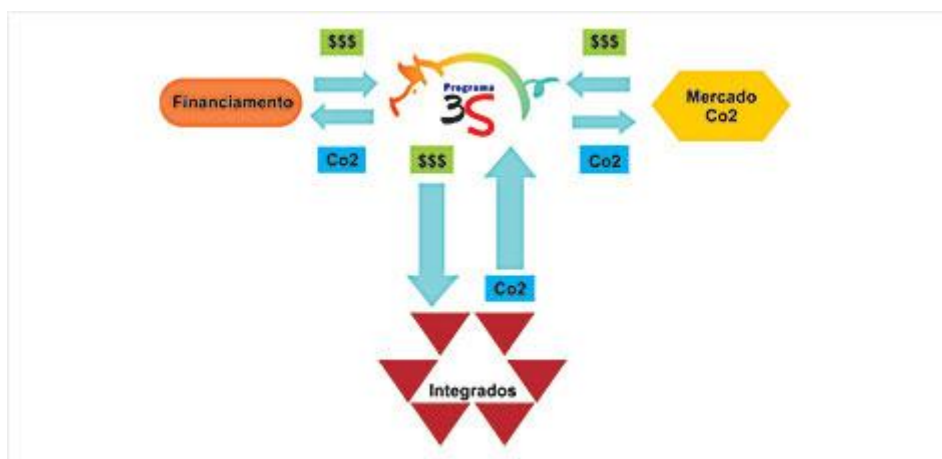 $$$
$$$
Programa
3S
Financiamento
Mercado
Co2
Co2
$$$
Co2
Co2
Integrados